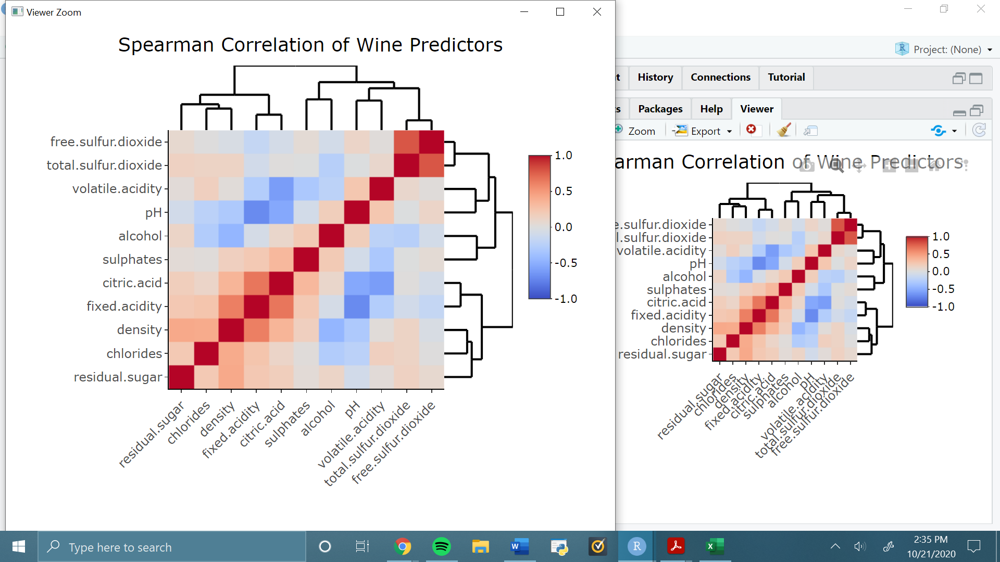 Viewer Zoom
Spearman Correlation of Wine Predictors
free.sulfur.dioxide
total.sulfur.dioxide
volatile.acidity
pH
alcohol
sulphates
citric.acid
fixed.acidity
density
chlorides
residual.sugar
1.0
0.5
0.0
-0.5
-1.0
residual.sugar
chlorides
density
fixed.acidity
citric.acid
sulphates
alcohol
pH
volatile.acidity
total.sulfur.dioxide
free.sulfur.dioxide
Project: (None)
t History Connections Tutorial
s Packages Help Viewer
Zoom Export
arman Correlation of Wine Predictors
e.sulfur.dioxide
l.sulfur.dioxide
volatile.acidity
pH
alcohol
sulphates
citric.acid
fixed.acidity
density
chlorides
residual.sugar
1.0
0.5
0.0
-0.5
-1.0
residual.sugar
chlorides
density
fixed.acidity
citric.acid
sulphates
alcohol
pH
volatile.acidity
total.sulfur.dioxide
free.sulfur.dioxide
Type here to search
2:35 PM
10/21/2020